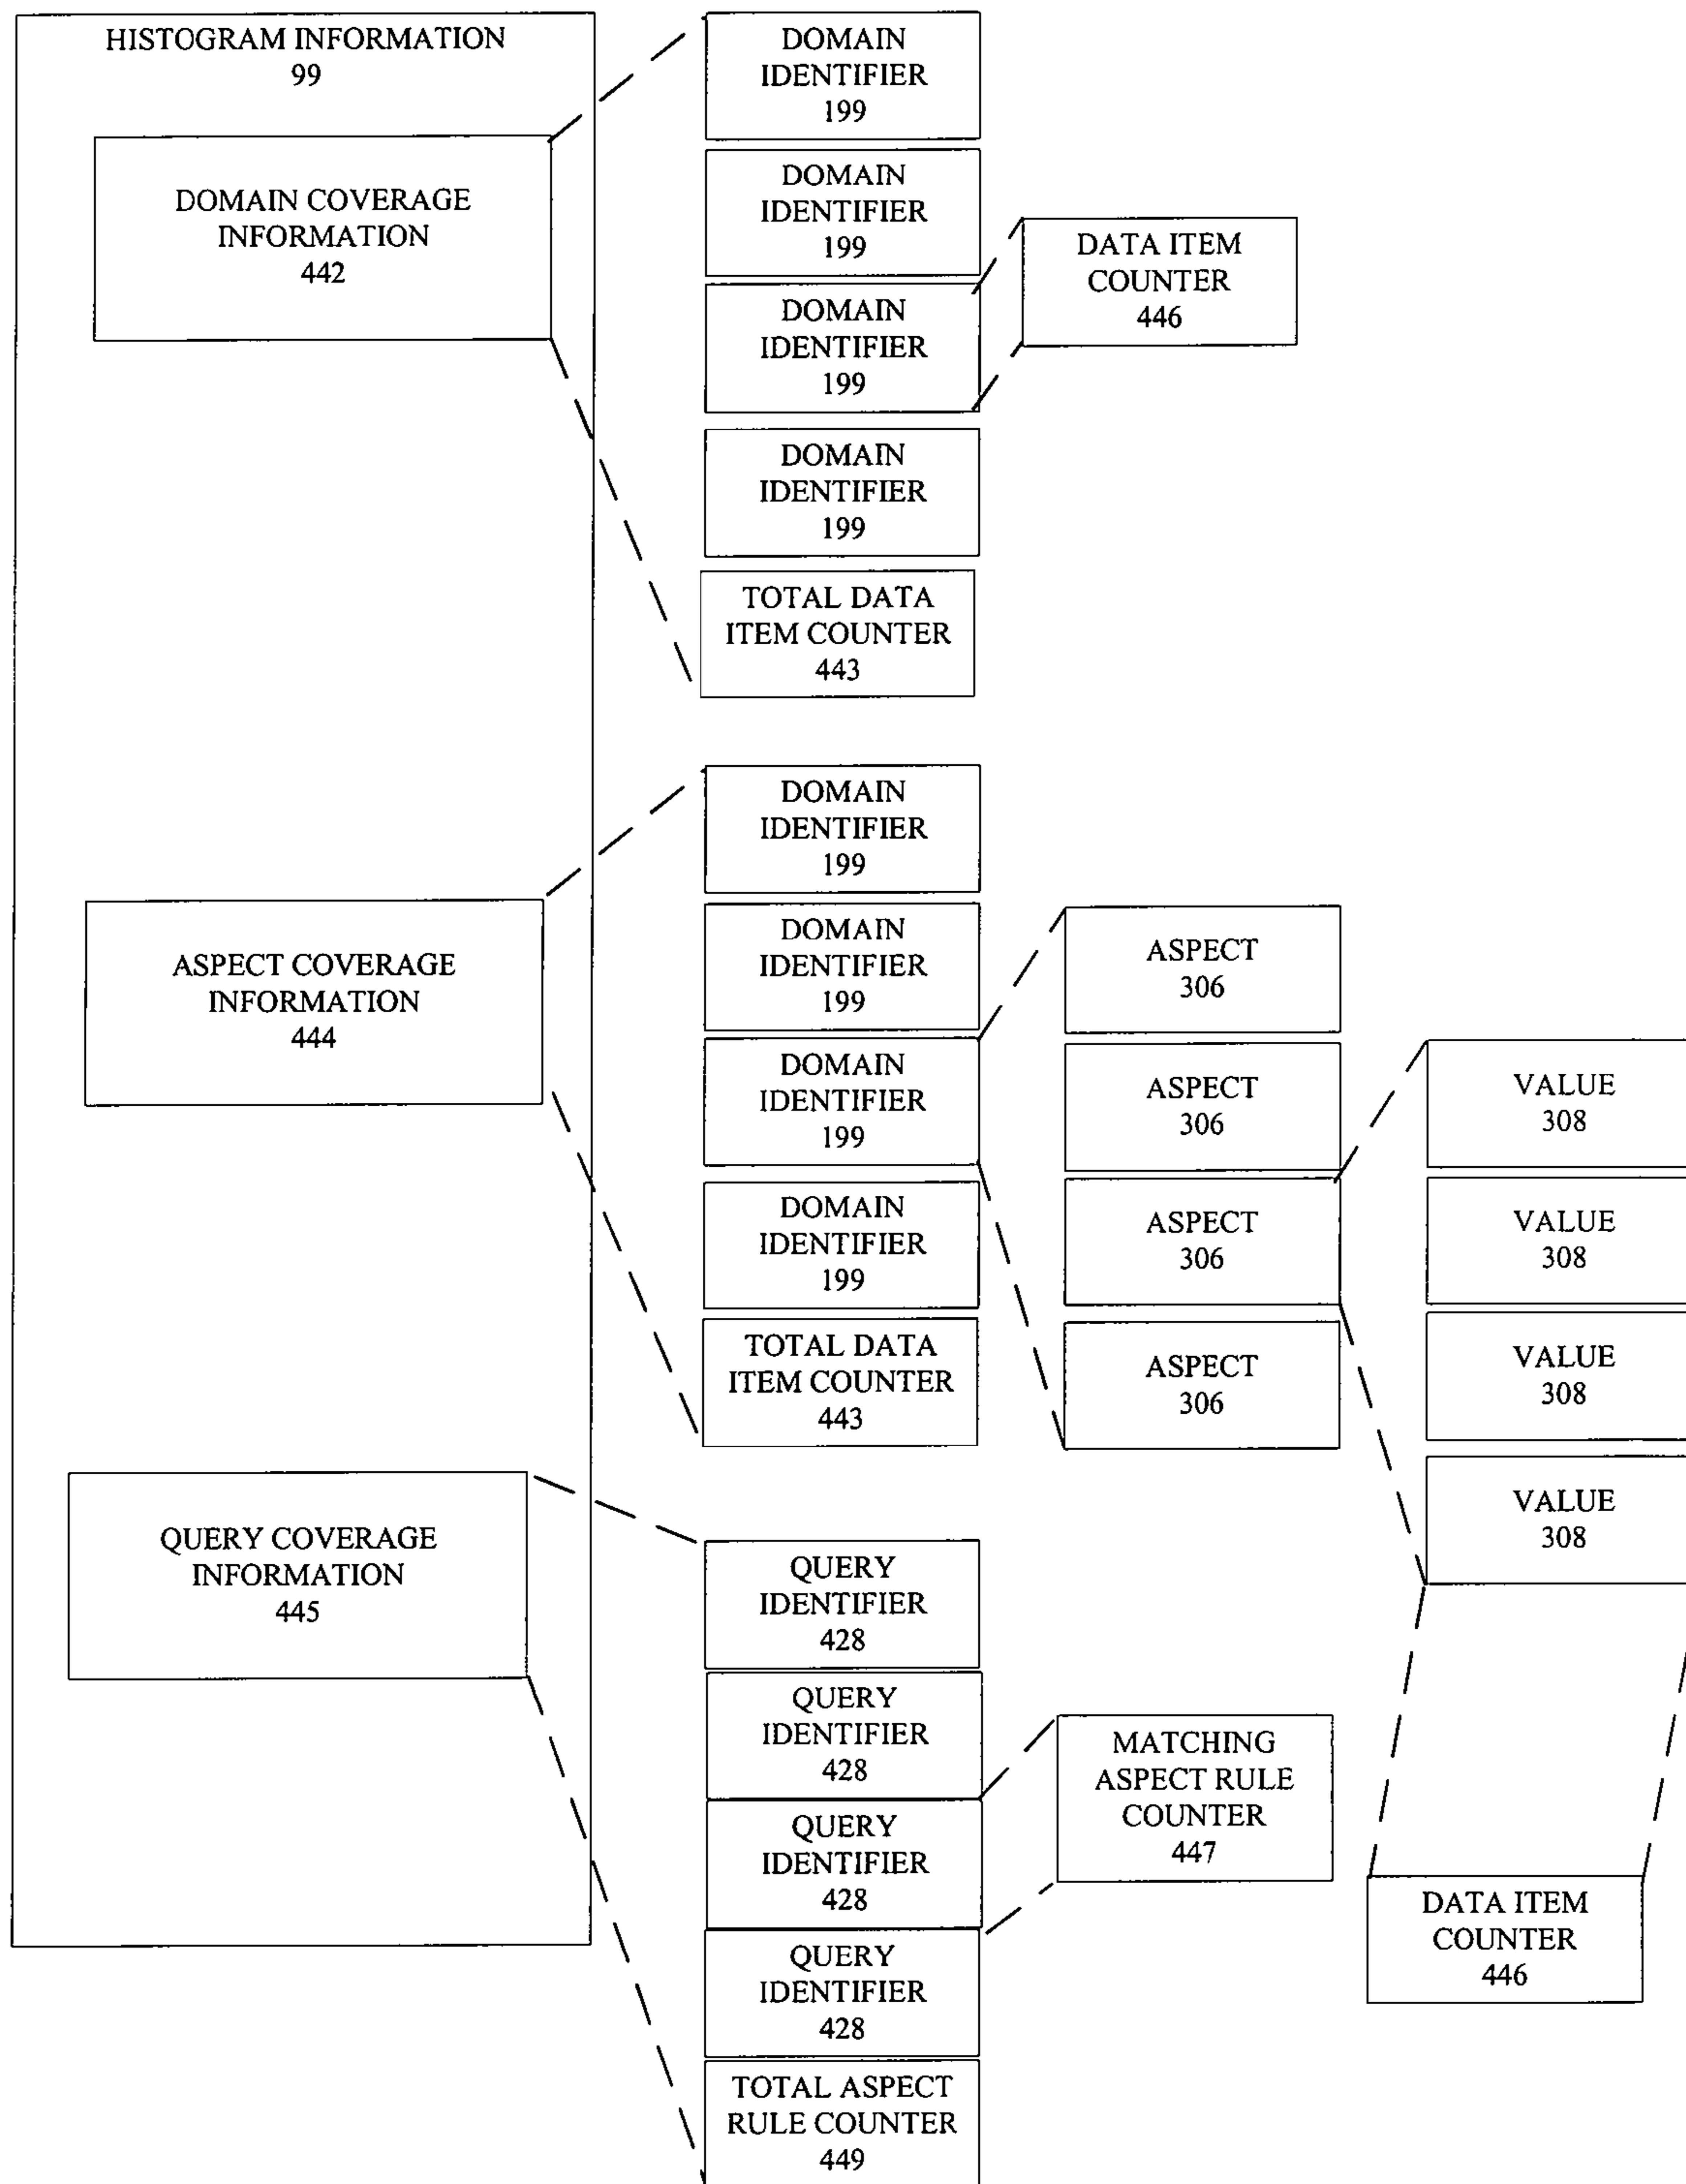 HISTOGRAM INFORMATION
99
DOMAIN COVERAGE
INFORMATION
442
DOMAIN
IDENTIFIER
199
DOMAIN
IDENTIFIER
199
DOMAIN
IDENTIFIER
199
DOMAIN
IDENTIFIER
199
TOTAL DATA
ITEM COUNTER
443
DATA ITEM
COUNTER
446
ASPECT COVERAGE
INFORMATION
444
DOMAIN
IDENTIFIER
199
DOMAIN
IDENTIFIER
199
DOMAIN
IDENTIFIER
199
DOMAIN
IDENTIFIER
199
TOTAL DATA
ITEM COUNTER
443
ASPECT
306
ASPECT
306
ASPECT
306
ASPECT
306
VALUE
308
VALUE
308
VALUE
308
VALUE
308
DATA ITEM
COUNTER
446
QUERY COVERAGE
INFORMATION
445
QUERY
IDENTIFIER
428
QUERY
IDENTIFIER
428
QUERY
IDENTIFIER
428
QUERY
IDENTIFIER
428
TOTAL ASPECT
RULE COUNTER
449
MATCHING
ASPECT RULE
COUNTER
447